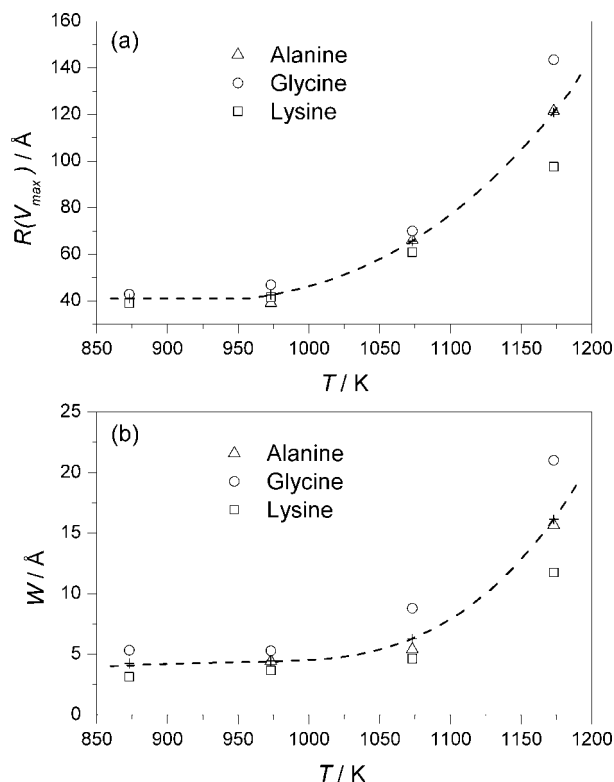 (a)
Alanine
Glycine
Lysine
R(V_max) / Å
160
140
120
100
80
60
40
850 900 950 1000 1050 1100 1150 1200
T / K
(b)
Alanine
Glycine
Lysine
W / Å
25
20
15
10
5
0
850 900 950 1000 1050 1100 1150 1200
T / K